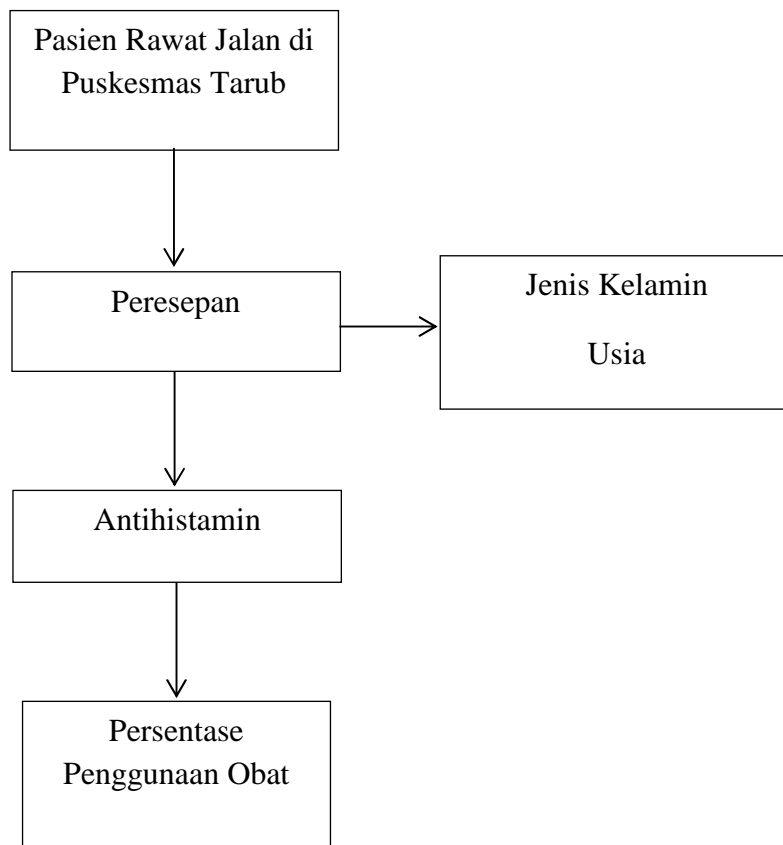 Pasien Rawat Jalan di
Puskesmas Tarub
Peresepan
Jenis Kelamin
Usia
Antihistamin
Persentase
Penggunaan Obat